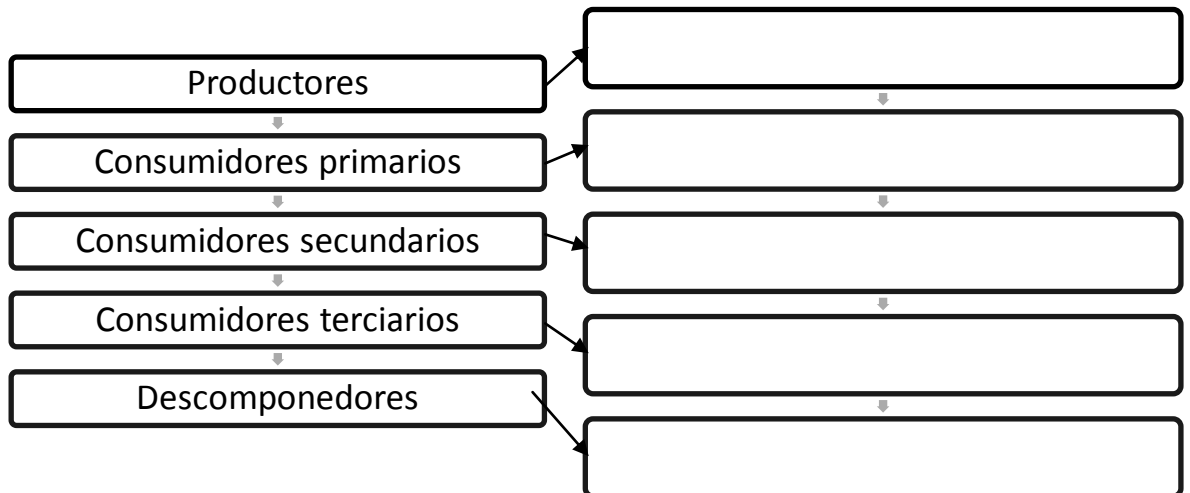 Productores
Consumidores primarios
Consumidores secundarios
Consumidores terciarios
Descomponedores